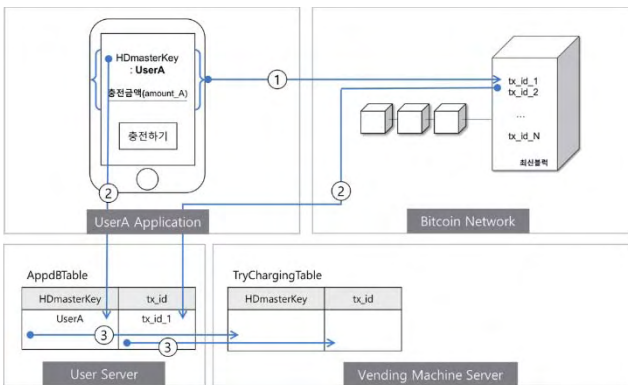 HDmasterKey
: UserA
충전금액(amount_A)
충전하기
①
②
UserA Application
tx_id_1
tx_id_2
...
tx_id_N
최신블럭
②
Bitcoin Network
AppdBTable
HDmasterKey tx_id
UserA tx_id_1
③
③
User Server
TryChargingTable
HDmasterKey tx_id
Vending Machine Server